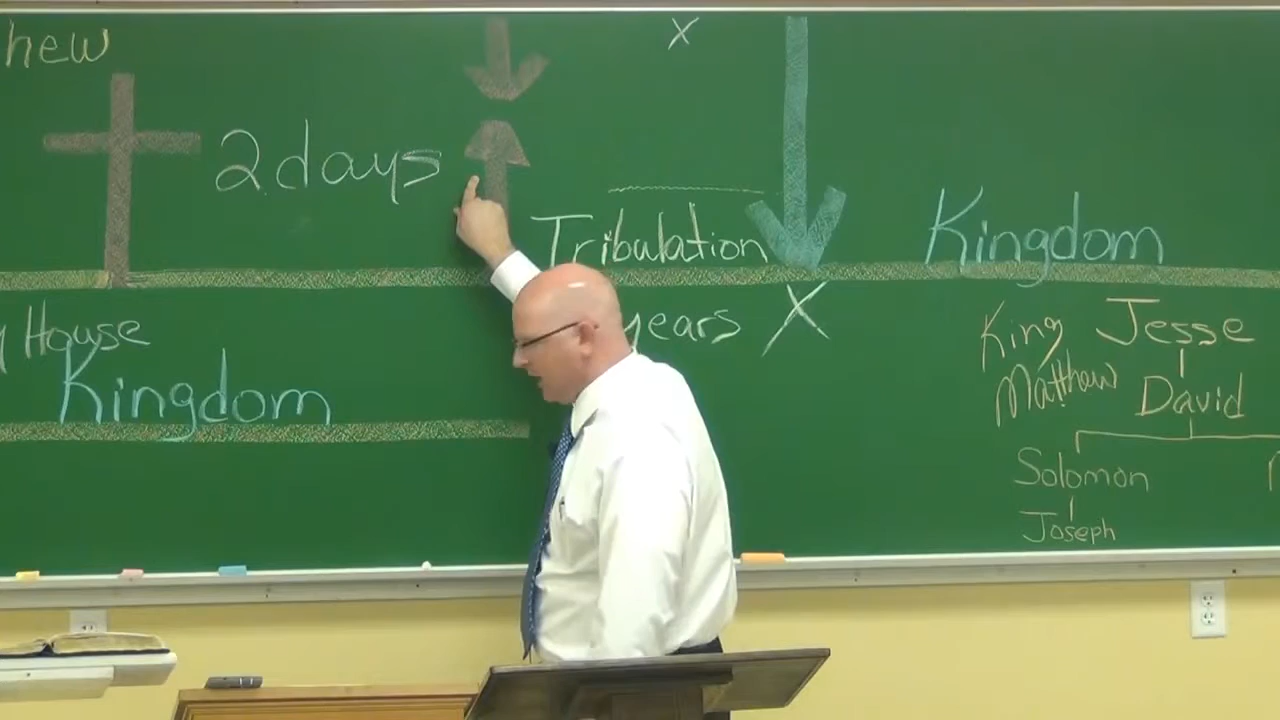 hew
X
2 days
Tribulation
Kingdom
House
years X
Kingdom
King Jesse
Matthew David
Solomon
Joseph